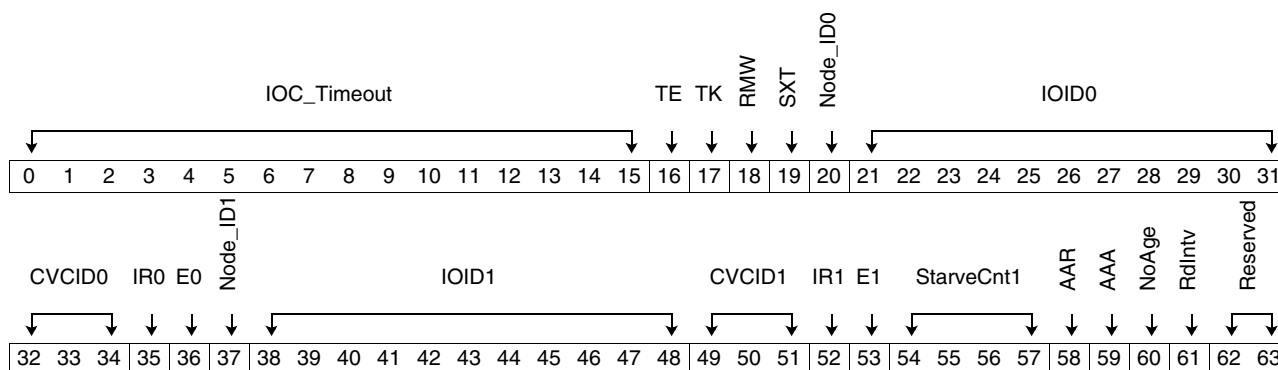 IOC_Timeout TE TK RMW SXT Node_ID0 IOID0
0 1 2 3 4 5 6 7 8 9 10 11 12 13 14 15 16 17 18 19 20 21 22 23 24 25 26 27 28 29 30 31
CVCID0 IR0 E0 Node_ID1 IOID1 CVCID1 IR1 E1 StarveCnt1 AAR AAA NoAge RdIntv Reserved
32 33 34 35 36 37 38 39 40 41 42 43 44 45 46 47 48 49 50 51 52 53 54 55 56 57 58 59 60 61 62 63